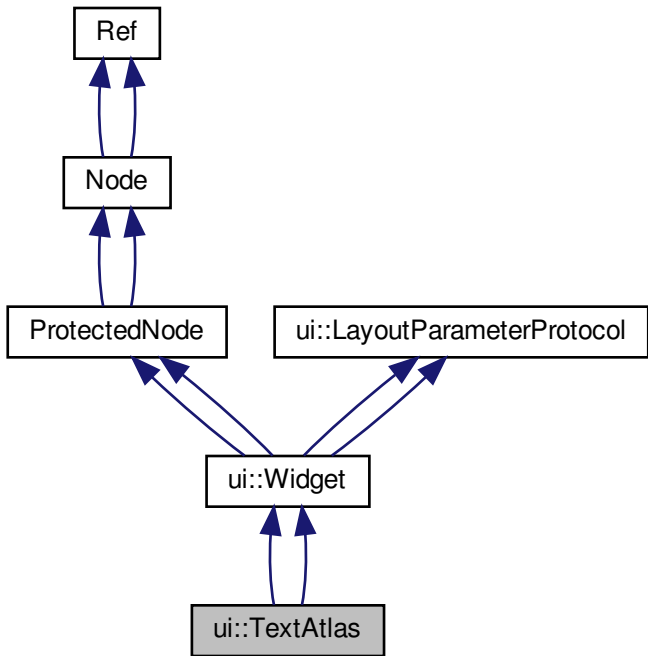 Ref
Node
ProtectedNode
ui::LayoutParameterProtocol
ui::Widget
ui::TextAtlas